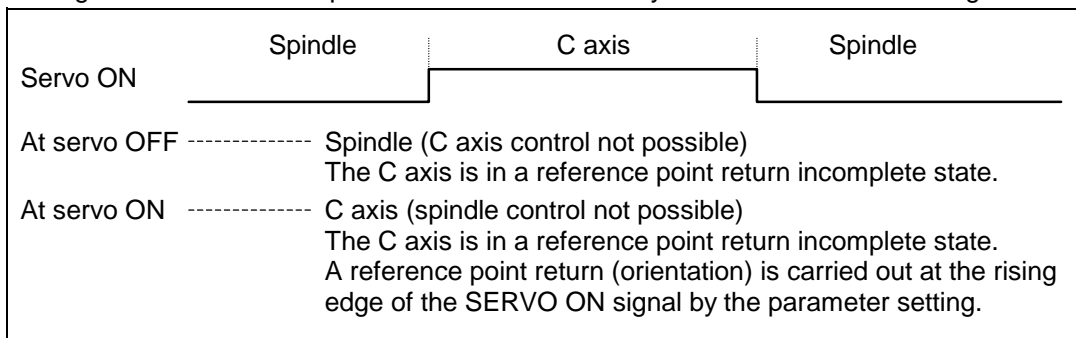 Spindle C axis Spindle
Servo ON
At servo OFF -------------- Spindle (C axis control not possible)
The C axis is in a reference point return incomplete state.
At servo ON -------------- C axis (spindle control not possible)
The C axis is in a reference point return incomplete state.
A reference point return (orientation) is carried out at the rising
edge of the SERVO ON signal by the parameter setting.